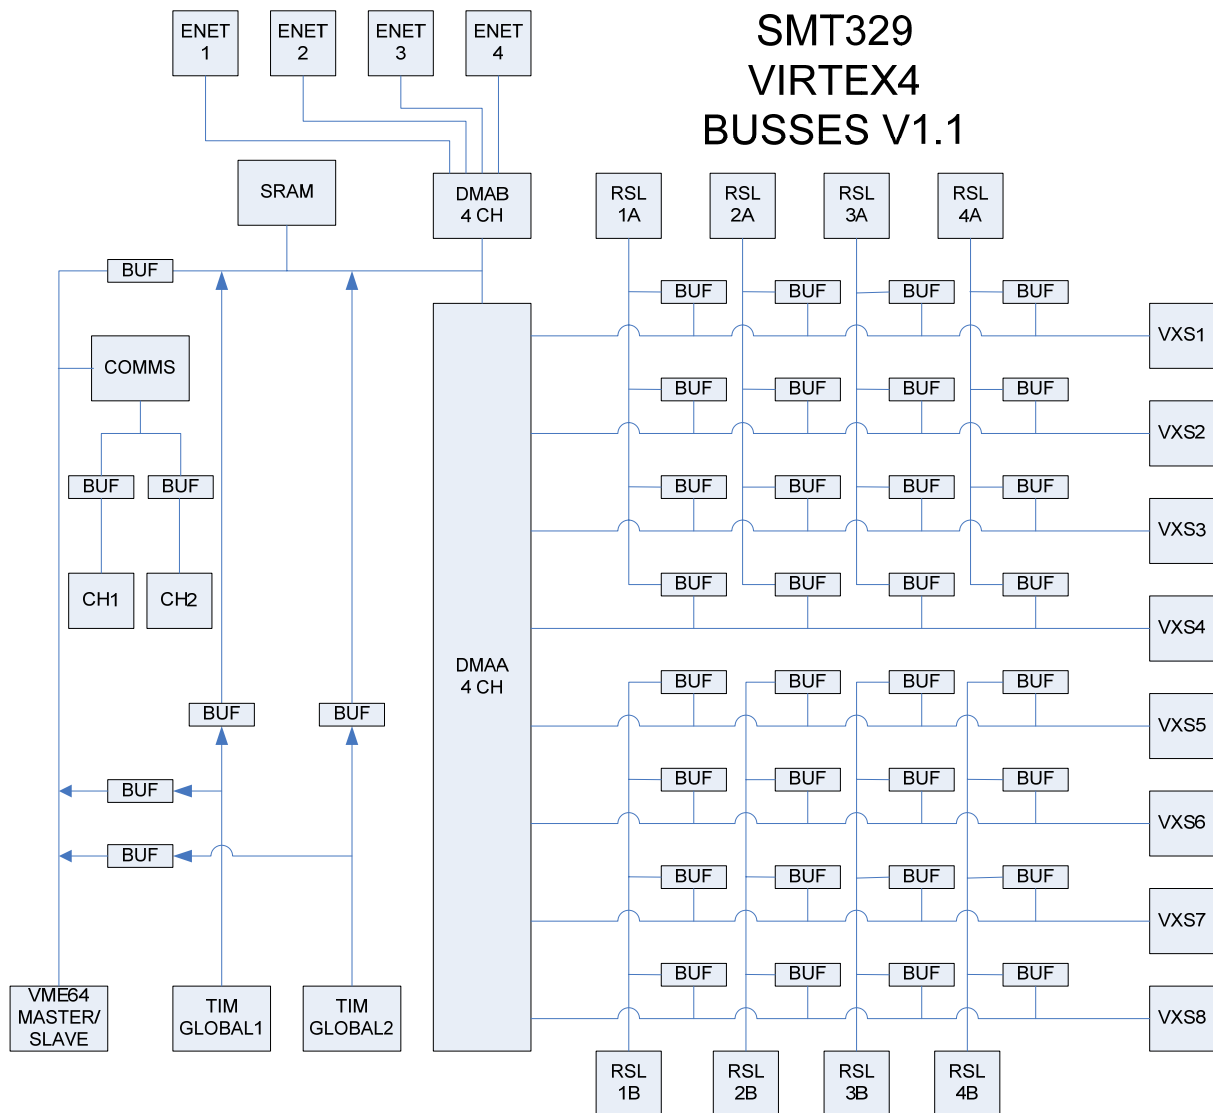 SMT329
VIRTEX4
BUSSES V1.1
ENET
1
ENET
2
ENET
3
ENET
4
SRAM
DMAB
4 CH
RSL
1A
RSL
2A
RSL
3A
RSL
4A
BUF
BUF
BUF
BUF
BUF
VXS1
COMMS
BUF
BUF
BUF
BUF
VXS2
BUF
BUF
BUF
BUF
BUF
BUF
VXS3
CH1
CH2
BUF
BUF
BUF
BUF
VXS4
DMAA
4 CH
BUF
BUF
BUF
BUF
VXS5
BUF
BUF
BUF
BUF
BUF
BUF
BUF
VXS6
BUF
BUF
BUF
BUF
BUF
BUF
VXS7
BUF
BUF
BUF
BUF
VXS8
VME64
MASTER/
SLAVE
TIM
GLOBAL1
TIM
GLOBAL2
RSL
1B
RSL
2B
RSL
3B
RSL
4B